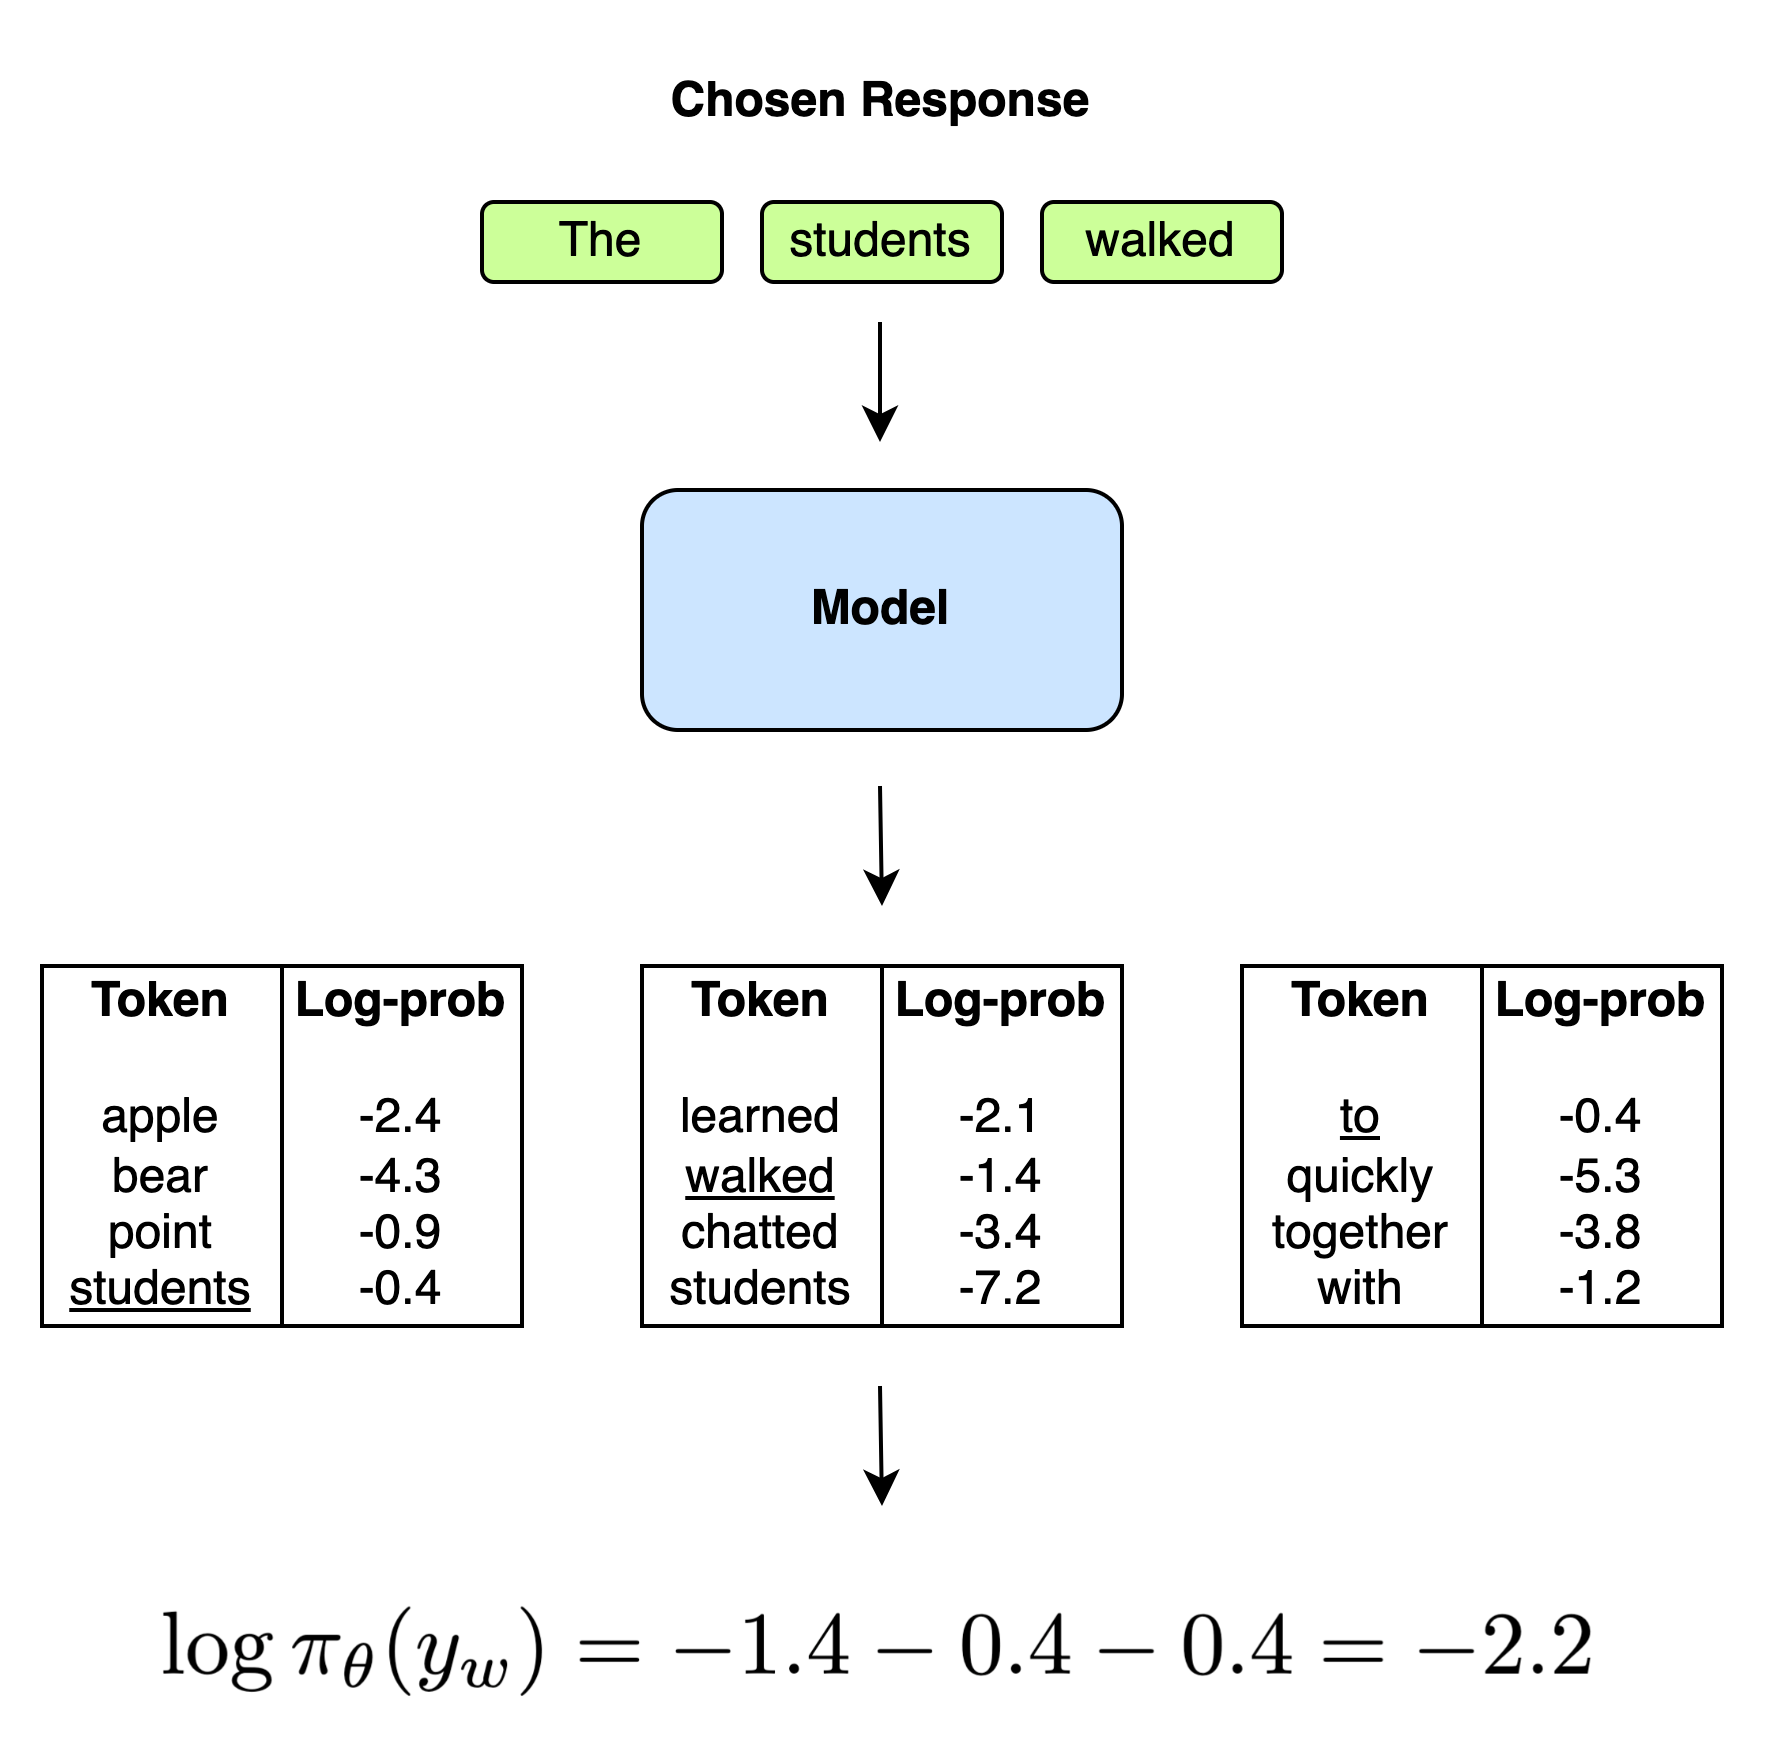 Chosen Response
The students walked
Model
Token Log-prob
apple -2.4
bear -4.3
point -0.9
students -0.4
Token Log-prob
learned -2.1
walked -1.4
chatted -3.4
students -7.2
Token Log-prob
to -0.4
quickly -5.3
together -3.8
with -1.2
log π_θ(y_w) = −1.4 − 0.4 − 0.4 = −2.2